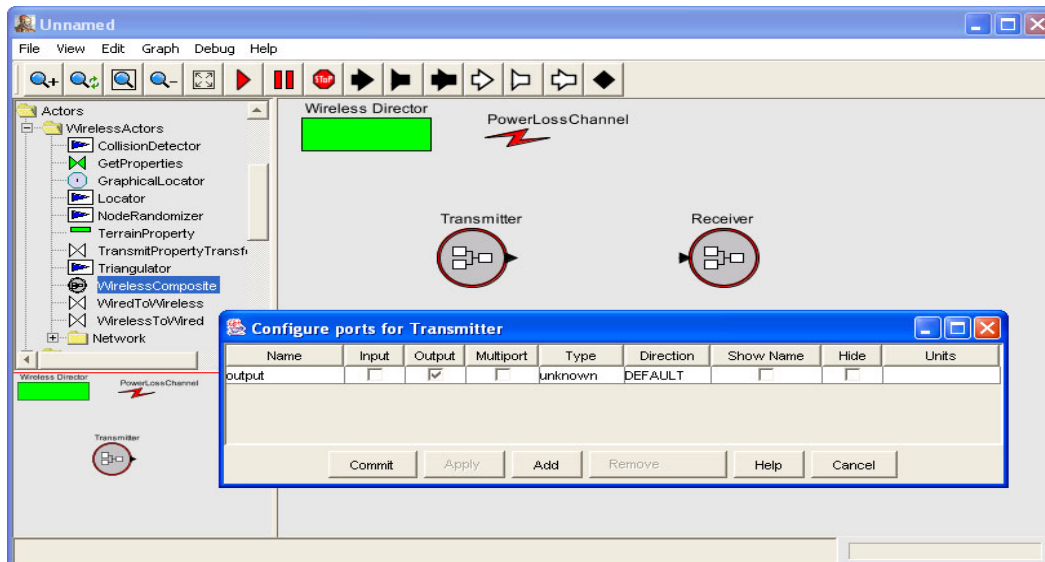 Unnamed
File View Edit Graph Debug Help
STOP
Actors
WirelessActors
CollisionDetector
GetProperties
GraphicalLocator
Locator
NodeRandomizer
TerrainProperty
TransmitPropertyTransf
Triangulator
WirelessComposite
WiredToWireless
WirelessToWired
Network
Wireless Director
PowerLossChannel
Transmitter
Receiver
Wireless Director
PowerLossChannel
Transmitter
Configure ports for Transmitter
Name Input Output Multiport Type Direction Show Name Hide Units
output unknown DEFAULT
Commit Apply Add Remove Help Cancel